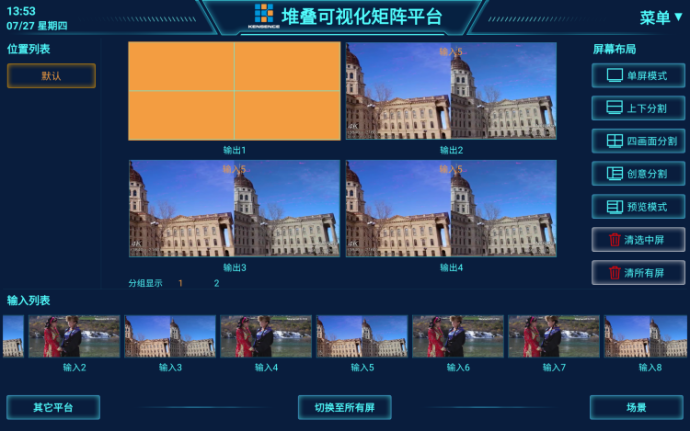 13:53
07/27 星期四
KENSENCE
堆叠可视化矩阵平台
菜单
位置列表
默认
输入5
输出1
输出2
输入5
输入5
输出3
输出4
分组显示 1 2
屏幕布局
单屏模式
上下分割
四画面分割
创意分割
预览模式
清选中屏
清所有屏
输入列表
输入2
输入3
输入4
输入5
输入6
输入7
输入8
其它平台
切换至所有屏
场景